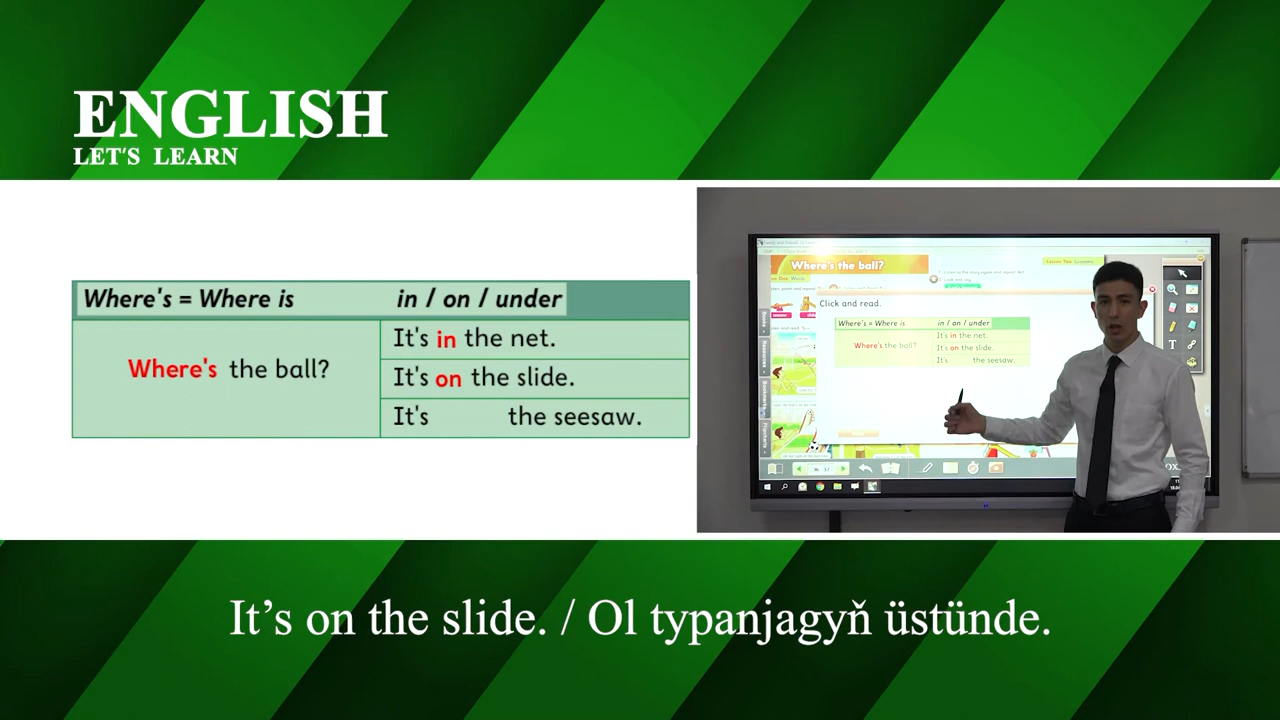 ENGLISH
LET'S LEARN
Where's = Where is in / on / under
Where's the ball?
It's in the net.
It's on the slide.
It's the seesaw.
Where's the ball?
Click and read.
Where's = Where is in / on / under
Where's the ball?
It's in the net.
It's on the slide.
It's the seesaw.
It’s on the slide. / Ol typanjagyň üstünde.